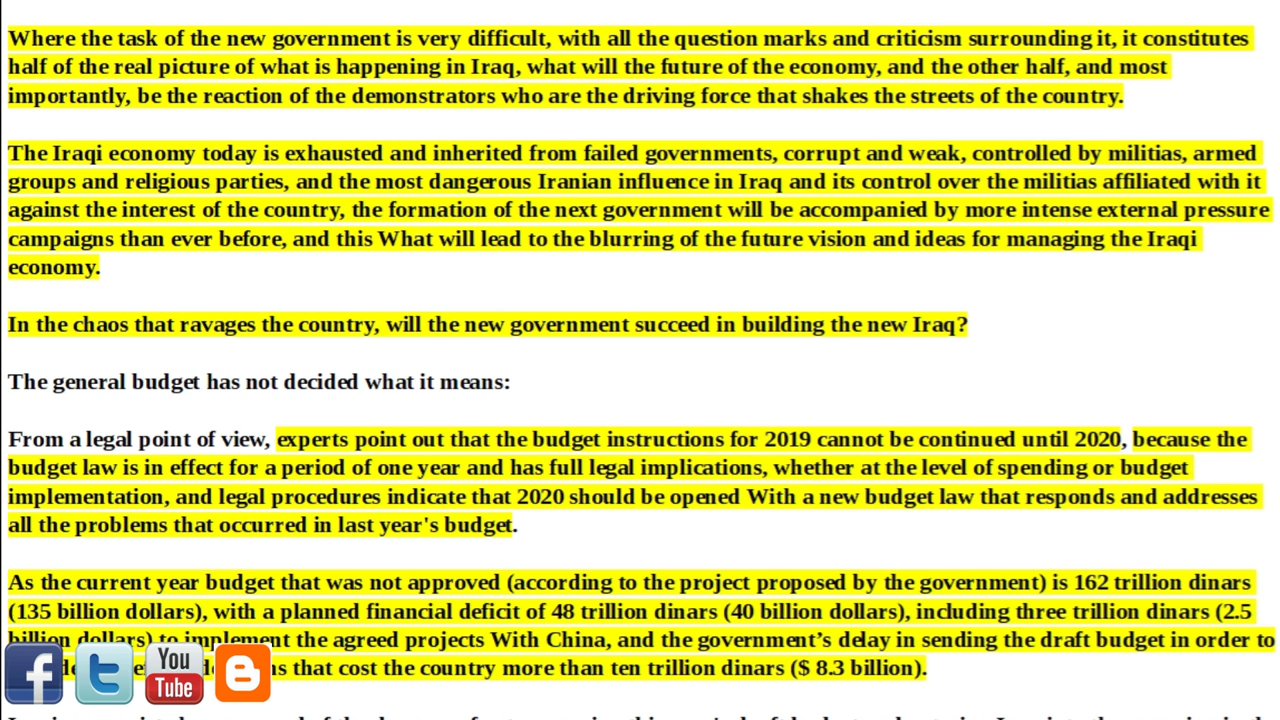 Where the task of the new government is very difficult, with all the question marks and criticism surrounding it, it constitutes
half of the real picture of what is happening in Iraq, what will the future of the economy, and the other half, and most
importantly, be the reaction of the demonstrators who are the driving force that shakes the streets of the country.
The Iraqi economy today is exhausted and inherited from failed governments, corrupt and weak, controlled by militias, armed
groups and religious parties, and the most dangerous Iranian influence in Iraq and its control over the militias affiliated with it
against the interest of the country, the formation of the next government will be accompanied by more intense external pressure
campaigns than ever before, and this What will lead to the blurring of the future vision and ideas for managing the Iraqi
economy.
In the chaos that ravages the country, will the new government succeed in building the new Iraq?
The general budget has not decided what it means:
From a legal point of view, experts point out that the budget instructions for 2019 cannot be continued until 2020, because the
budget law is in effect for a period of one year and has full legal implications, whether at the level of spending or budget
implementation, and legal procedures indicate that 2020 should be opened With a new budget law that responds and addresses
all the problems that occurred in last year's budget.
As the current year budget that was not approved (according to the project proposed by the government) is 162 trillion dinars
(135 billion dollars), with a planned financial deficit of 48 trillion dinars (40 billion dollars), including three trillion dinars (2.5
billion dollars) to implement the agreed projects With China, and the government’s delay in sending the draft budget in order to
that cost the country more than ten trillion dinars ($ 8.3 billion).
You
Tube